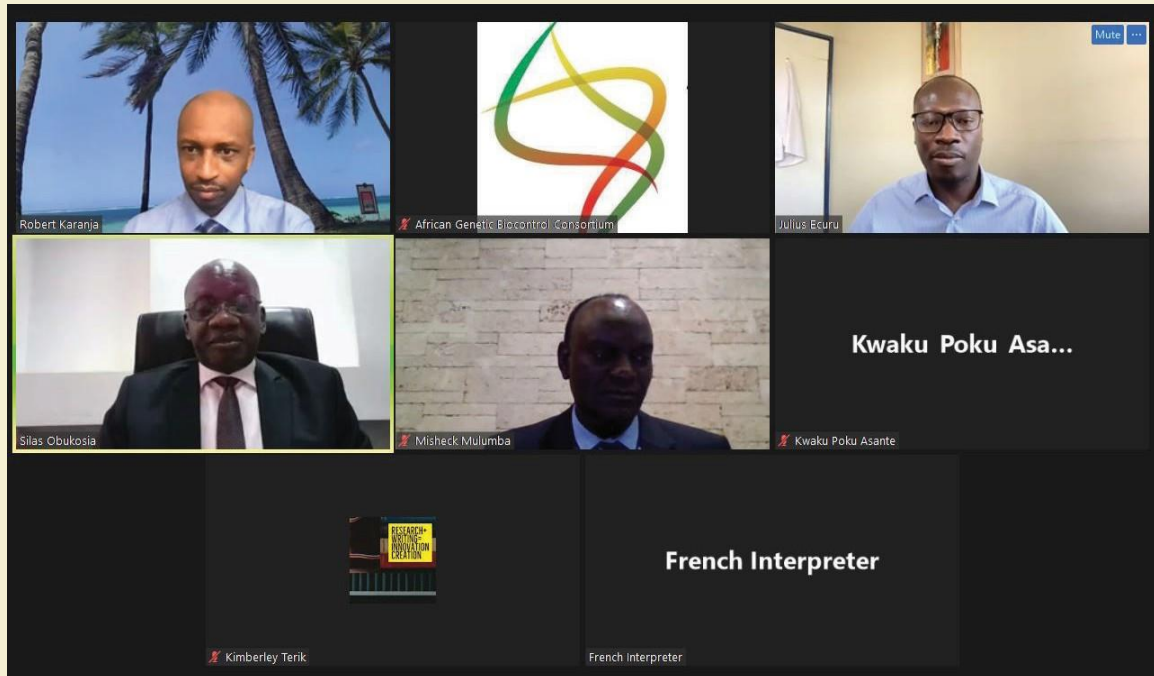 Mute ...
Robert Karanja
African Genetic Biocontrol Consortium
Julius Ecuru
Silas Obukosia
Misheck Mulumba
Kwaku Poku Asa...
Kwaku Poku Asante
RESEARCH+
WRITING=
INNOVATION
CREATION
Kimberley Terik
French Interpreter
French Interpreter